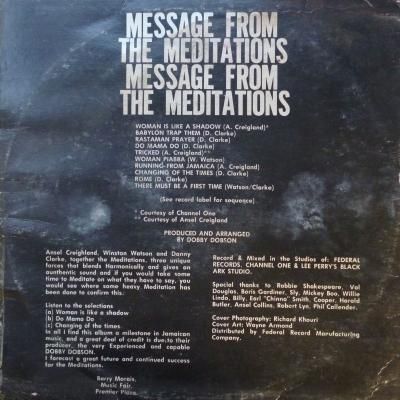 MESSAGE FROM
THE MEDITATIONS
MESSAGE FROM
THE MEDITATIONS
WOMAN IS LIKE A SHADOW (A. Creigland)*
BABYLON TRAP THEM (D. Clarke)
RASTAMAN PRAYER (D. Clarke)
DO MAMA DO (D. Clarke)
TRICKED (A. Creigland)**
WOMAN PIABBA (W. Watson)
RUNNING FROM JAMAICA (A. Creigland)
CHANGING OF THE TIMES (D. Clarke)
ROME (D. Clarke)
THERE MUST BE A FIRST TIME (Watson/Clarke)
(See record label for sequence)
* Courtesy of Channel One
** Courtesy of Ansel Creigland
PRODUCED AND ARRANGED
BY DOBBY DOBSON
Ansel Creighland, Winston Watson and Danny
Clarke, together the Meditations, three unique
forces that blends Harmonically and gives an
aunthentic sound and if you would take some
time to Meditate on what they have to say, you
would see where some heavy Meditation has
been done to confirm this.
Listen to the selections
(a) Woman is like a shadow
(b) Do Mama Do
(c) Changing of the times.
In all I find this album a milestone in Jamaican
music, and a great deal of credit is due to their
producer, the very Experienced and capable
DOBBY DOBSON.
I forecast a great future and continued success
for the Meditations.
Barry Morais,
Music Fair,
Premier Plaza.
Record & Mixed in the Studios of: FEDERAL
RECORDS, CHANNEL ONE & LEE PERRY'S BLACK
ARK STUDIO.
Special thanks to Robbie Shakespeare, Val
Douglas, Boris Gardiner, Sly, Mickey Boo, Willie
Lindo, Billy, Earl "Chinna" Smith, Cooper, Harold
Butler, Ansel Collins, Robert Lyn, Phil Callender.
Cover Photography: Richard Khouri
Cover Art: Wayne Armond
Distributed by Federal Record Manufacturing
Company.